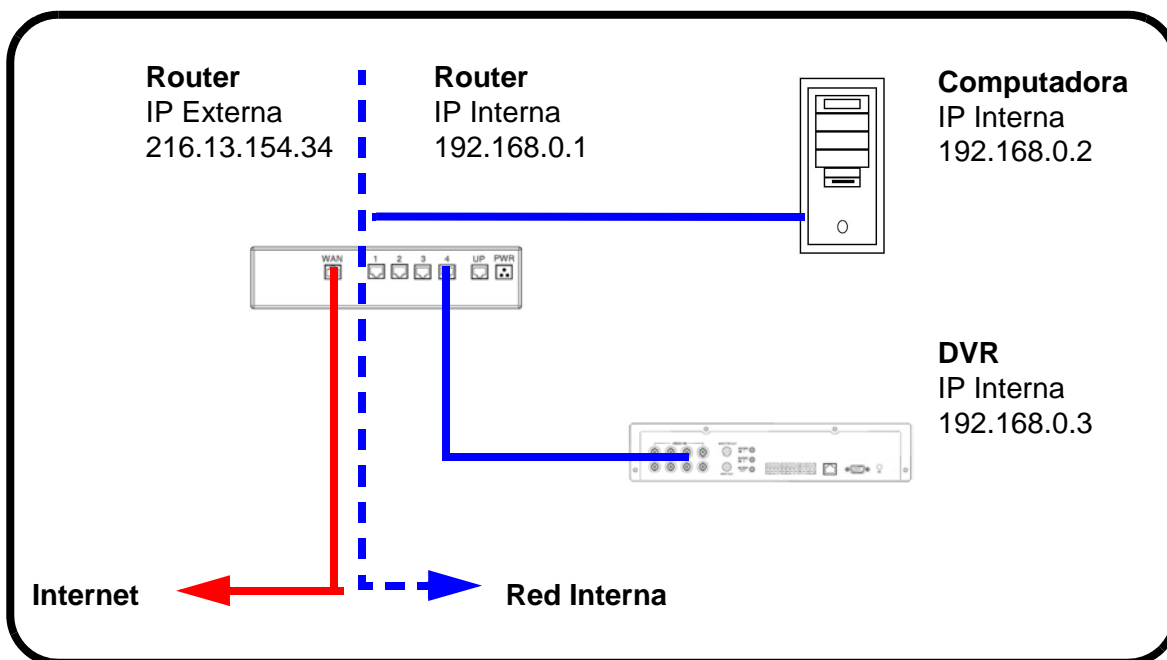 Router
IP Externa
216.13.154.34
Router
IP Interna
192.168.0.1
Computadora
IP Interna
192.168.0.2
WAN 1 2 3 4 UP PWR
DVR
IP Interna
192.168.0.3
Internet
Red Interna